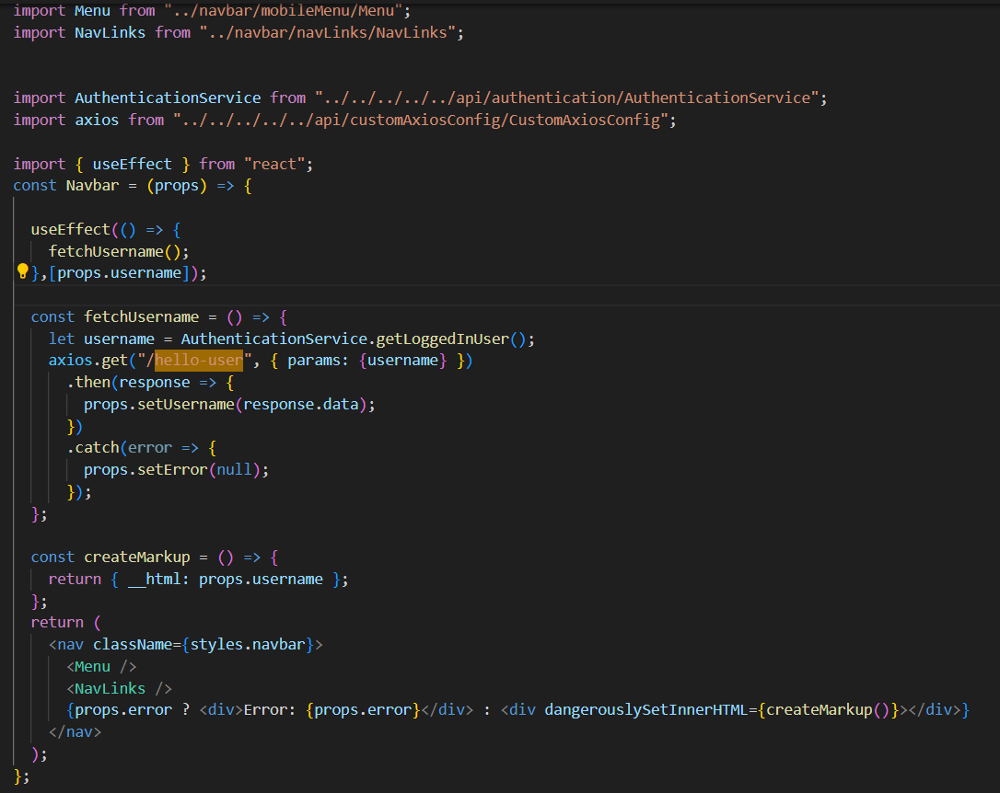 import Menu from "../navbar/mobileMenu/Menu";
import NavLinks from "../navbar/navLinks/NavLinks";
import AuthenticationService from "../../../../../api/authentication/AuthenticationService";
import axios from "../../../../../api/customAxiosConfig/CustomAxiosConfig";
import { useEffect } from "react";
const Navbar = (props) => {
useEffect(() => {
fetchUsername();
},[props.username]);
const fetchUsername = () => {
let username = AuthenticationService.getLoggedInUser();
axios.get("/hello-user", { params: {username} })
.then(response => {
props.setUsername(response.data);
})
.catch(error => {
props.setError(null);
});
};
const createMarkup = () => {
return { __html: props.username };
};
return (
<nav className={styles.navbar}>
<Menu />
<NavLinks />
{props.error ? <div>Error: {props.error}</div> : <div dangerouslySetInnerHTML={createMarkup()}></div>}
</nav>
);
};